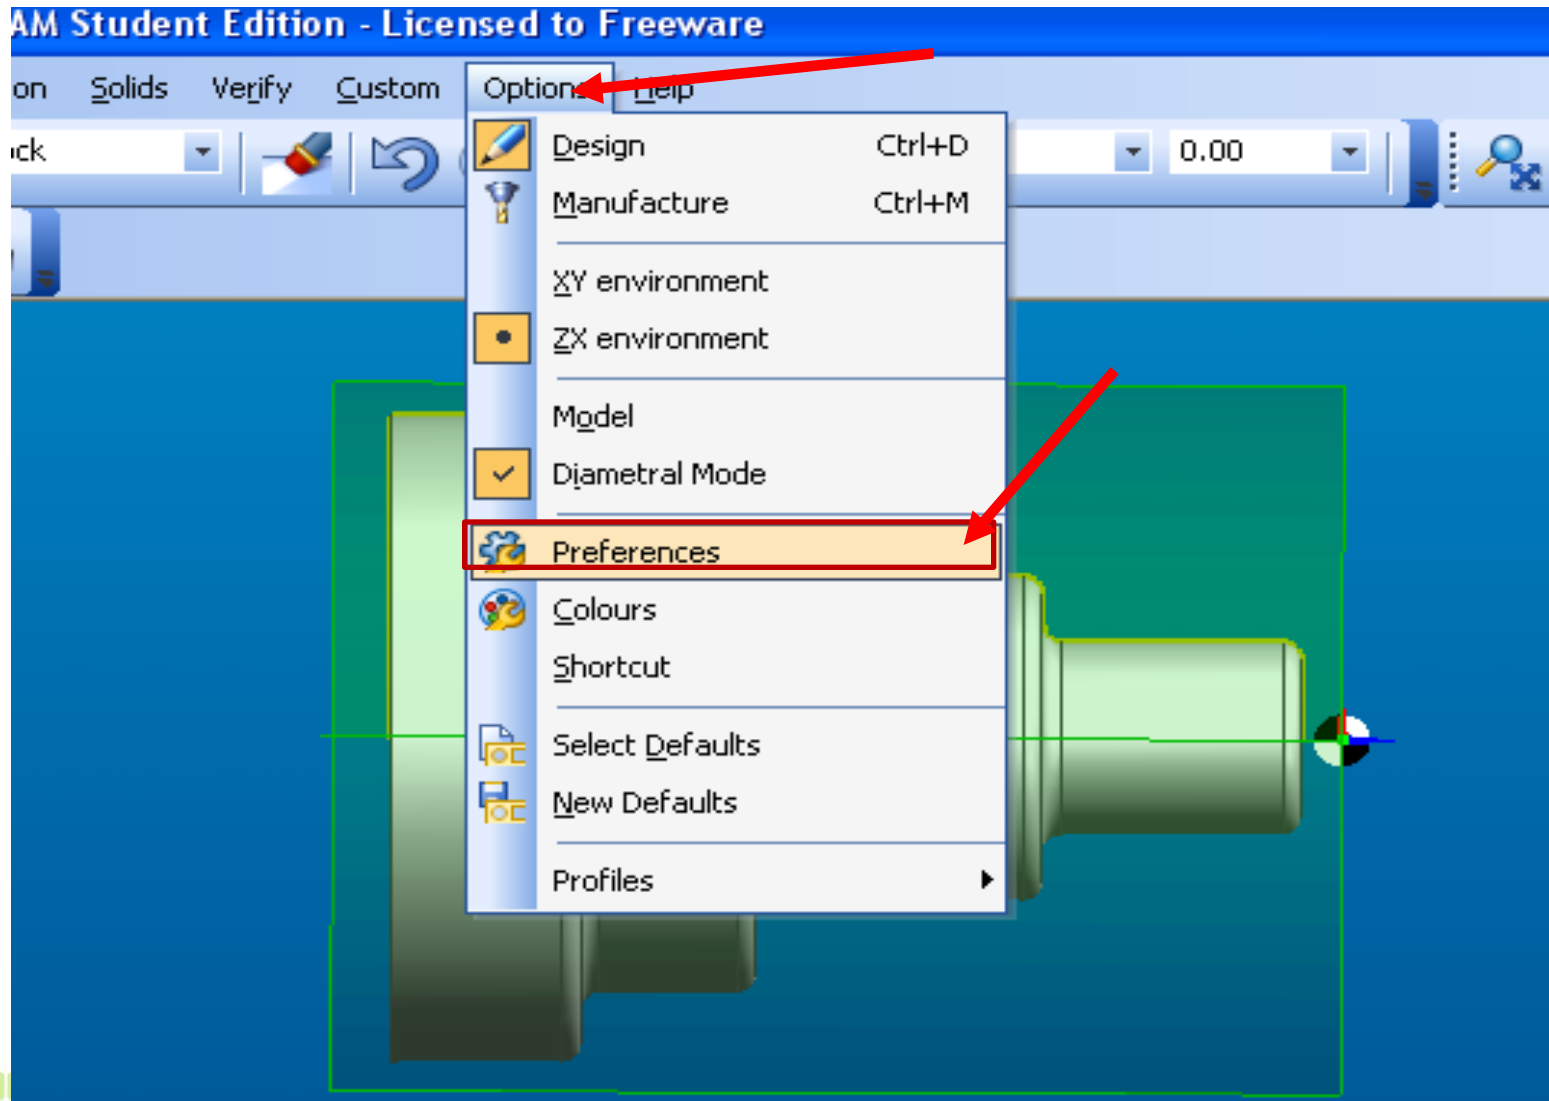 AM Student Edition - Licensed to Freeware
on Solids Verify Custom Options Help
ck 0.00
Design Ctrl+D
Manufacture Ctrl+M
XY environment
ZX environment
Model
Diametral Mode
Preferences
Colours
Shortcut
Select Defaults
New Defaults
Profiles